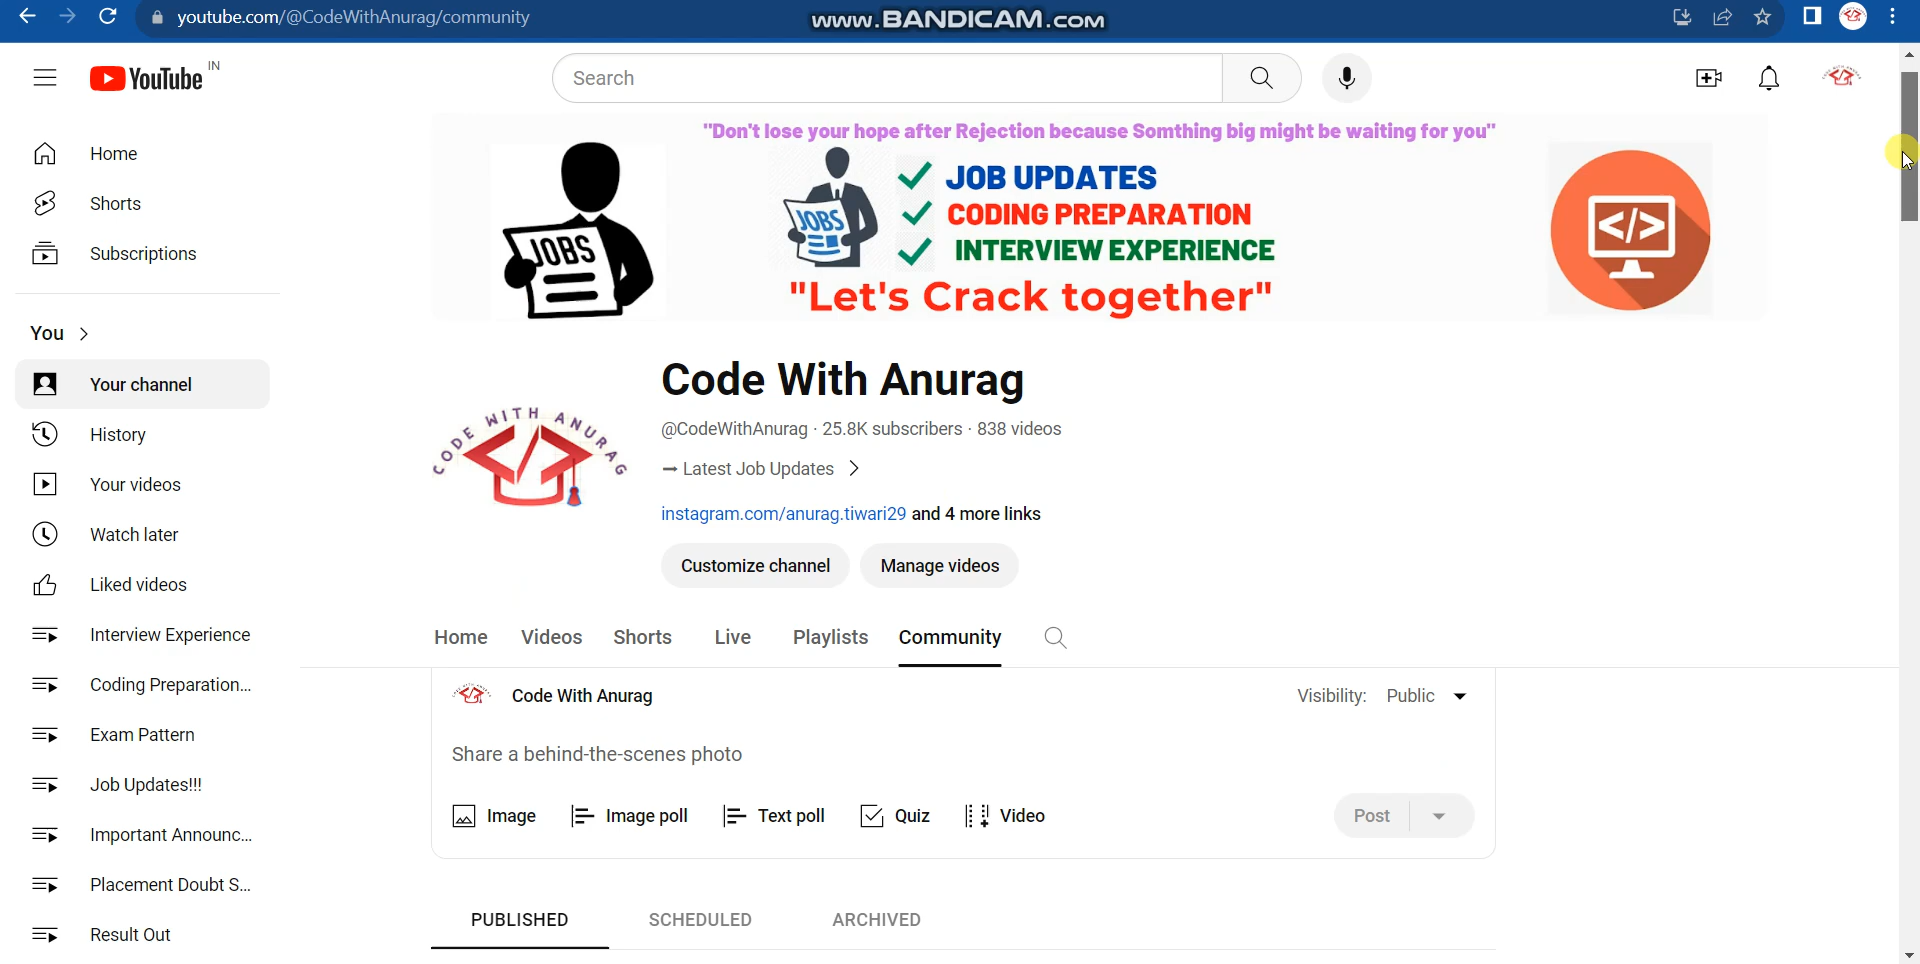 youtube.com/@CodeWithAnurag/community
www.BANDICAM.com
YouTube IN
Search
"Don't lose your hope after Rejection because Somthing big might be waiting for you"
JOBS
JOBS
JOB UPDATES
CODING PREPARATION
INTERVIEW EXPERIENCE
"Let's Crack together"
Home
Shorts
Subscriptions
You
Your channel
History
Your videos
Watch later
Liked videos
Interview Experience
Coding Preparation...
Exam Pattern
Job Updates!!!
Important Announc...
Placement Doubt S...
Result Out
CODE WITH ANURAG
Code With Anurag
@CodeWithAnurag · 25.8K subscribers · 838 videos
Latest Job Updates
instagram.com/anurag.tiwari29 and 4 more links
Customize channel Manage videos
Home Videos Shorts Live Playlists Community
Code With Anurag Visibility: Public
Share a behind-the-scenes photo
Image Image poll Text poll Quiz Video Post
PUBLISHED SCHEDULED ARCHIVED